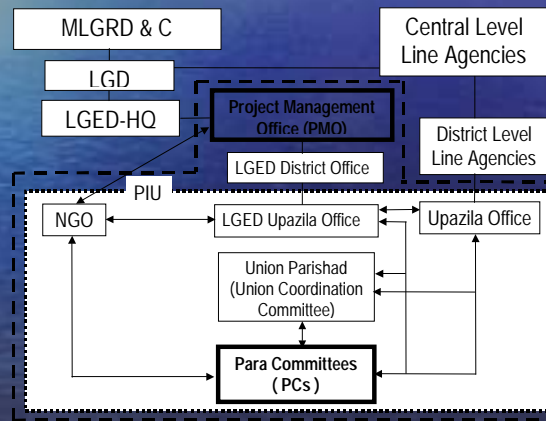 MLGRD & C
Central Level
Line Agencies
LGD
LGED-HQ
Project Management
Office (PMO)
District Level
Line Agencies
LGED District Office
PIU
NGO
LGED Upazila Office
Upazila Office
Union Parishad
(Union Coordination
Committee)
Para Committees
( PCs )